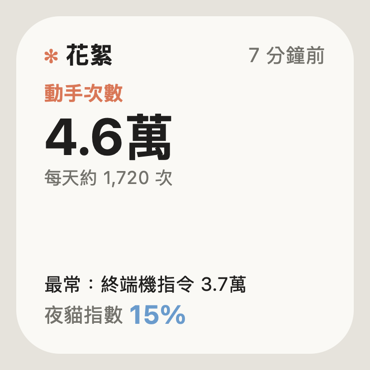 ✻ 花絮
7 分鐘前
動手次數
4.6萬
每天約 1,720 次
最常：終端機指令 3.7萬
夜貓指數 15%